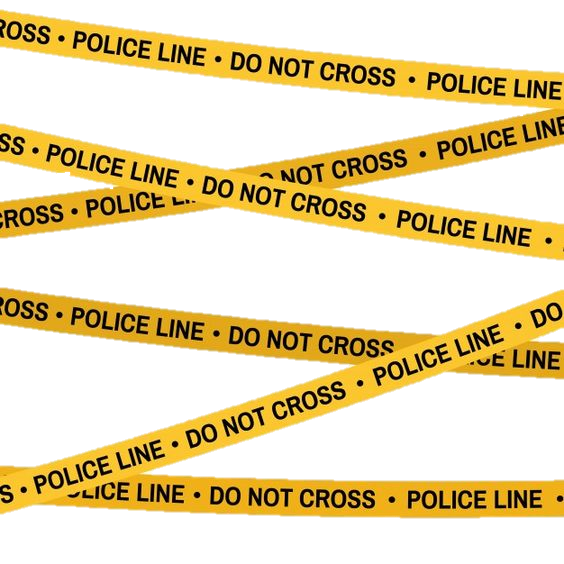 ROSS • POLICE LINE • DO NOT CROSS • POLICE LINE
SS • POLICE LINE • DO NOT CROSS • POLICE LINE •
CROSS • POLICE LI NOT CROSS • POLICE LINE
ROSS • POLICE LINE • DO NOT CROSS ICE LINE
S • POLICE LINE • DO NOT CROSS • POLICE LINE • DO
OLICE LINE • DO NOT CROSS • POLICE LINE •